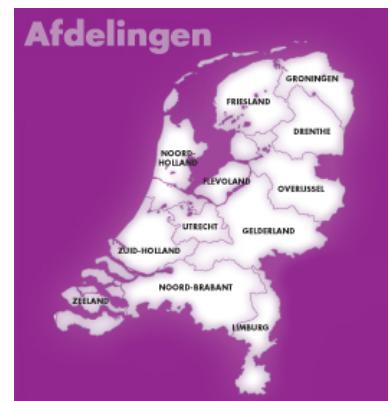 Afdelingen
GRONINGEN
FRIESLAND
DRENTHE
NOORD-
HOLLAND
FLEVOLAND
OVERIJSSEL
UTRECHT
GELDERLAND
ZUID-HOLLAND
NOORD-BRABANT
ZEELAND
LIMBURG